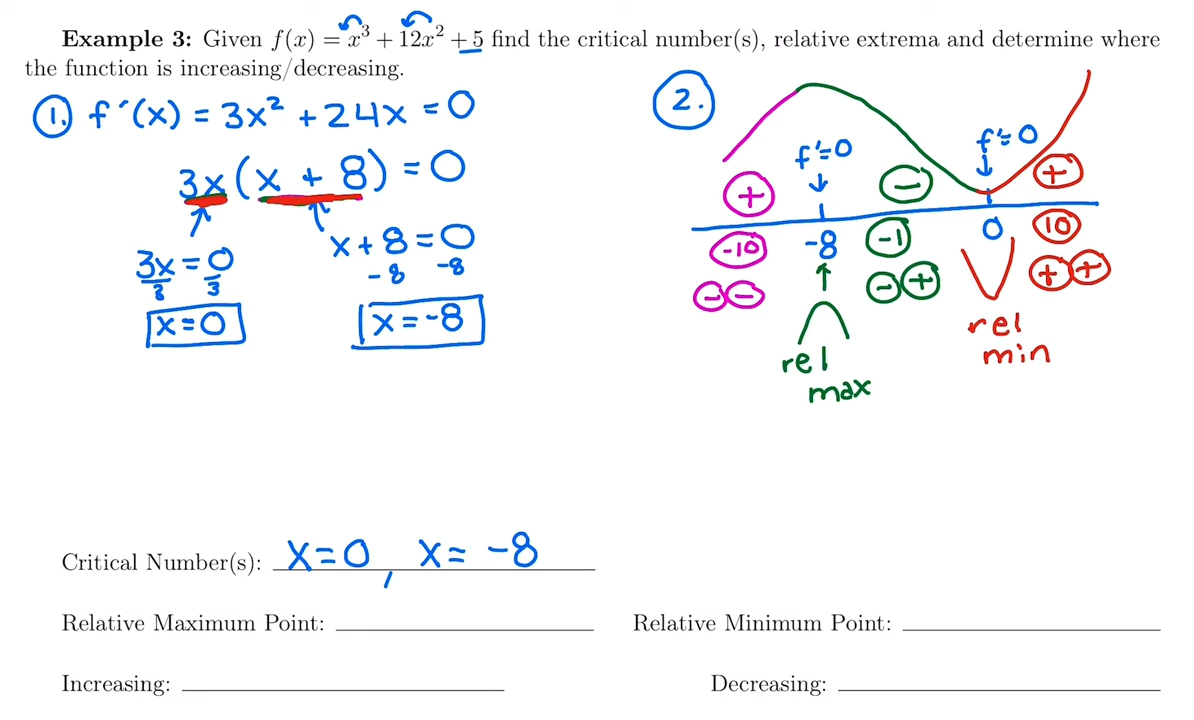 Example 3: Given f(x) = x³ + 12x² + 5 find the critical number(s), relative extrema and determine where
the function is increasing/decreasing.
1. f'(x) = 3x² + 24x = 0
3x(x + 8) = 0
3x = 0
3 3
x = 0
x + 8 = 0
-8 -8
x = -8
2.
f'=0 f'=0
+ − +
-10 -8 -1 0 10
− − − + + +
rel
max
rel
min
Critical Number(s): x=0, x= -8
Relative Maximum Point: Relative Minimum Point:
Increasing: Decreasing: